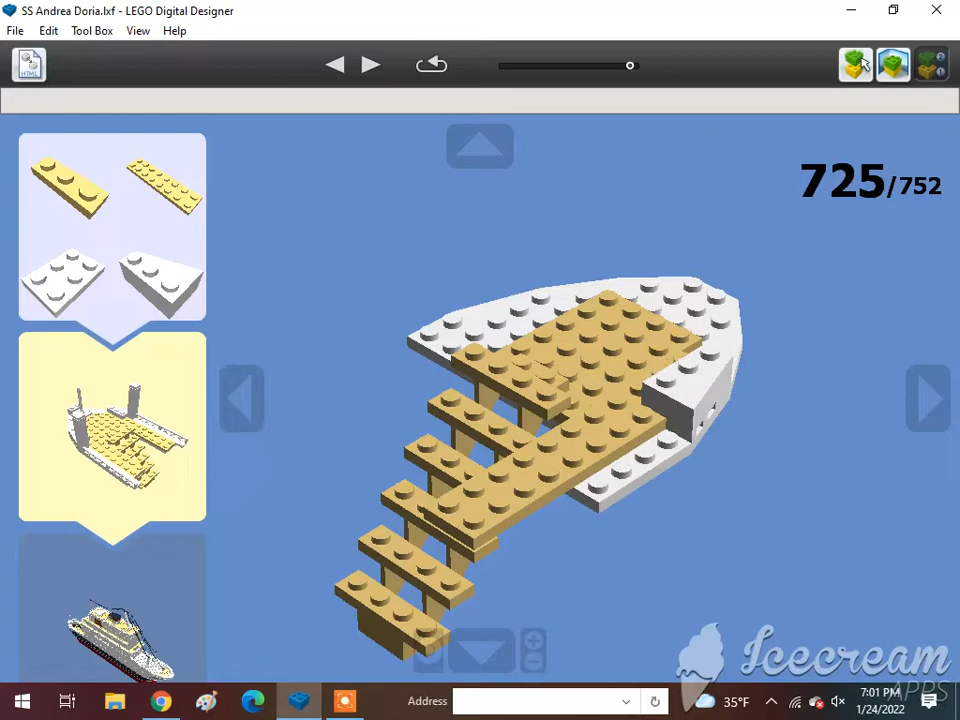 SS Andrea Doria.lxf - LEGO Digital Designer
File Edit Tool Box View Help
HTML
725/752
Icecream
APPS
Address
35°F
7:01 PM
1/24/2022